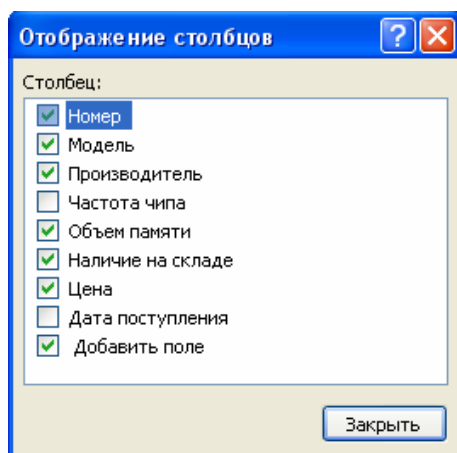 Отображение столбцов
Столбец:
Номер
Модель
Производитель
Частота чипа
Объем памяти
Наличие на складе
Цена
Дата поступления
Добавить поле
Закрыть